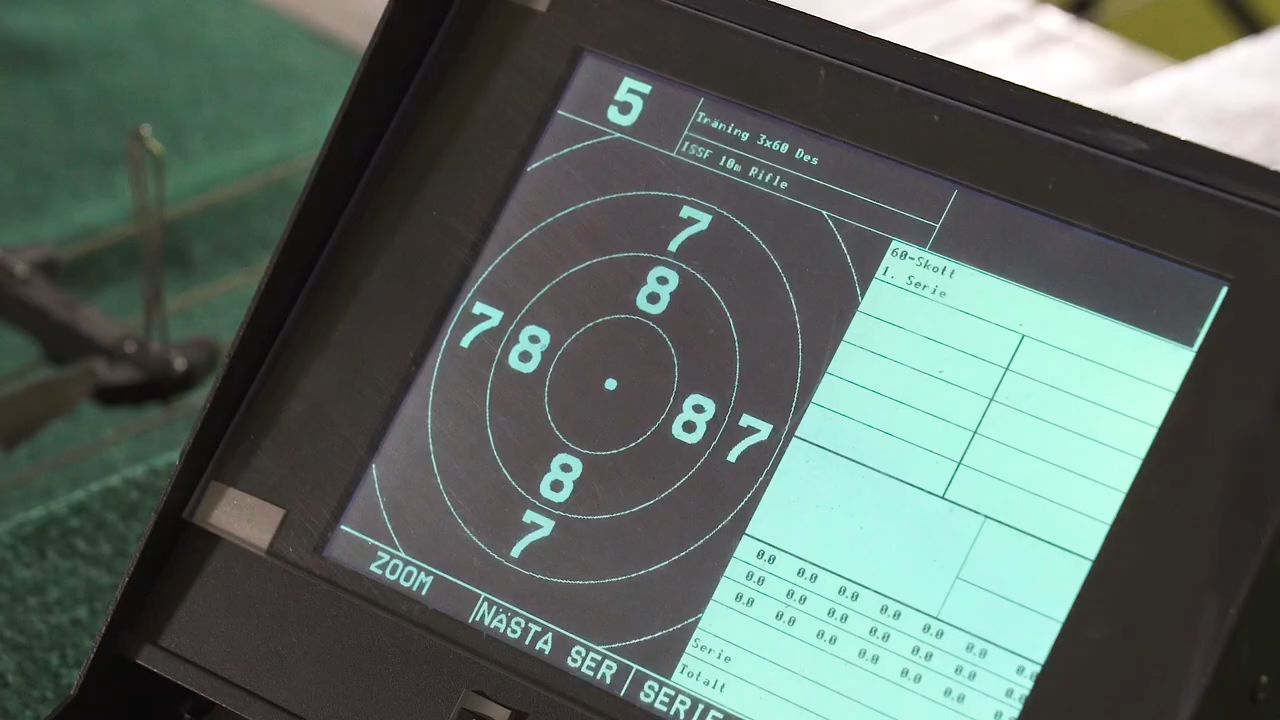 5
Träning 3x60 Des
ISSF 10m Rifle
7
8
7 8
8 7
8
7
60-Skott
1. Serie
0.0 0.0 0.0 0.0 0.0 0.0 0.0
0.0 0.0 0.0 0.0 0.0 0.0 0.0
0.0 0.0 0.0 0.0 0.0 0.0 0.0
Serie
Totalt
ZOOM
NÄSTA SER
SERIE